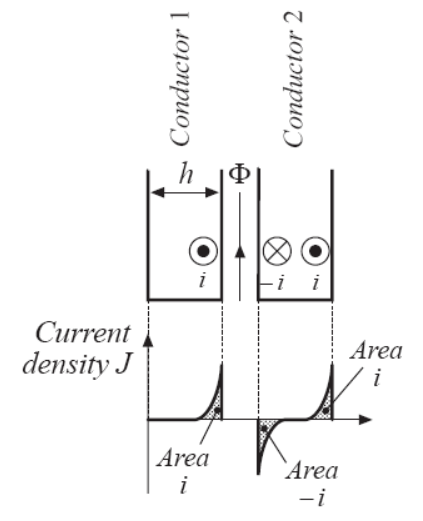 Conductor 1
Conductor 2
h
Φ
i
–i
i
Current
density J
Area
i
Area
i
Area
–i